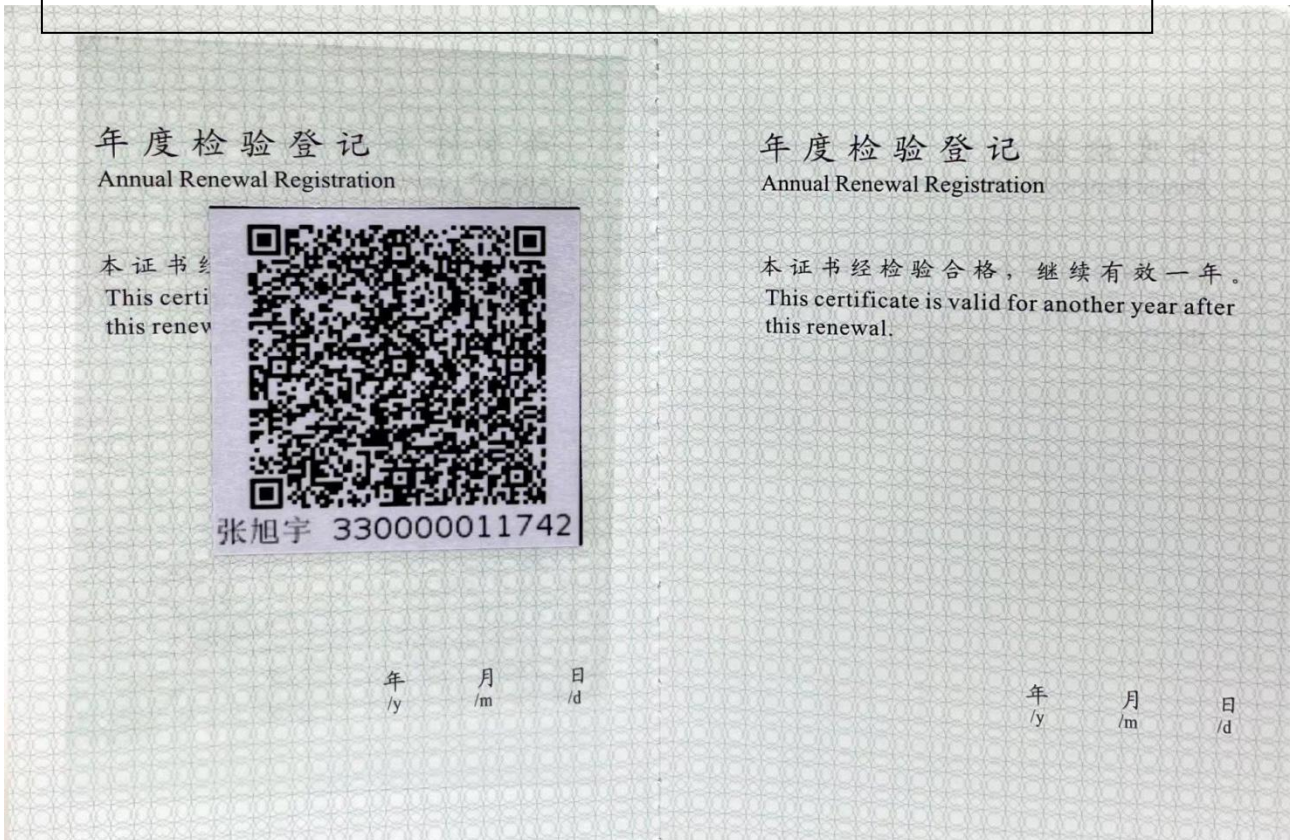 年度检验登记
Annual Renewal Registration
本证书
This certi
this renew
张旭宇 330000011742
年 月 日
/y /m /d
年度检验登记
Annual Renewal Registration
本证书经检验合格，继续有效一年。
This certificate is valid for another year after
this renewal.
年 月 日
/y /m /d